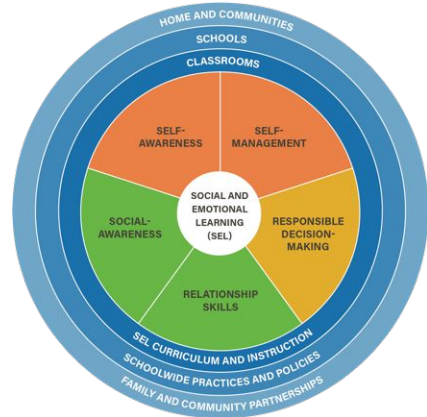 HOME AND COMMUNITIES
SCHOOLS
CLASSROOMS
SELF-
AWARENESS
SELF-
MANAGEMENT
SOCIAL AND
EMOTIONAL
LEARNING
(SEL)
SOCIAL-
AWARENESS
RESPONSIBLE
DECISION-
MAKING
RELATIONSHIP
SKILLS
SEL CURRICULUM AND INSTRUCTION
SCHOOLWIDE PRACTICES AND POLICIES
FAMILY AND COMMUNITY PARTNERSHIPS